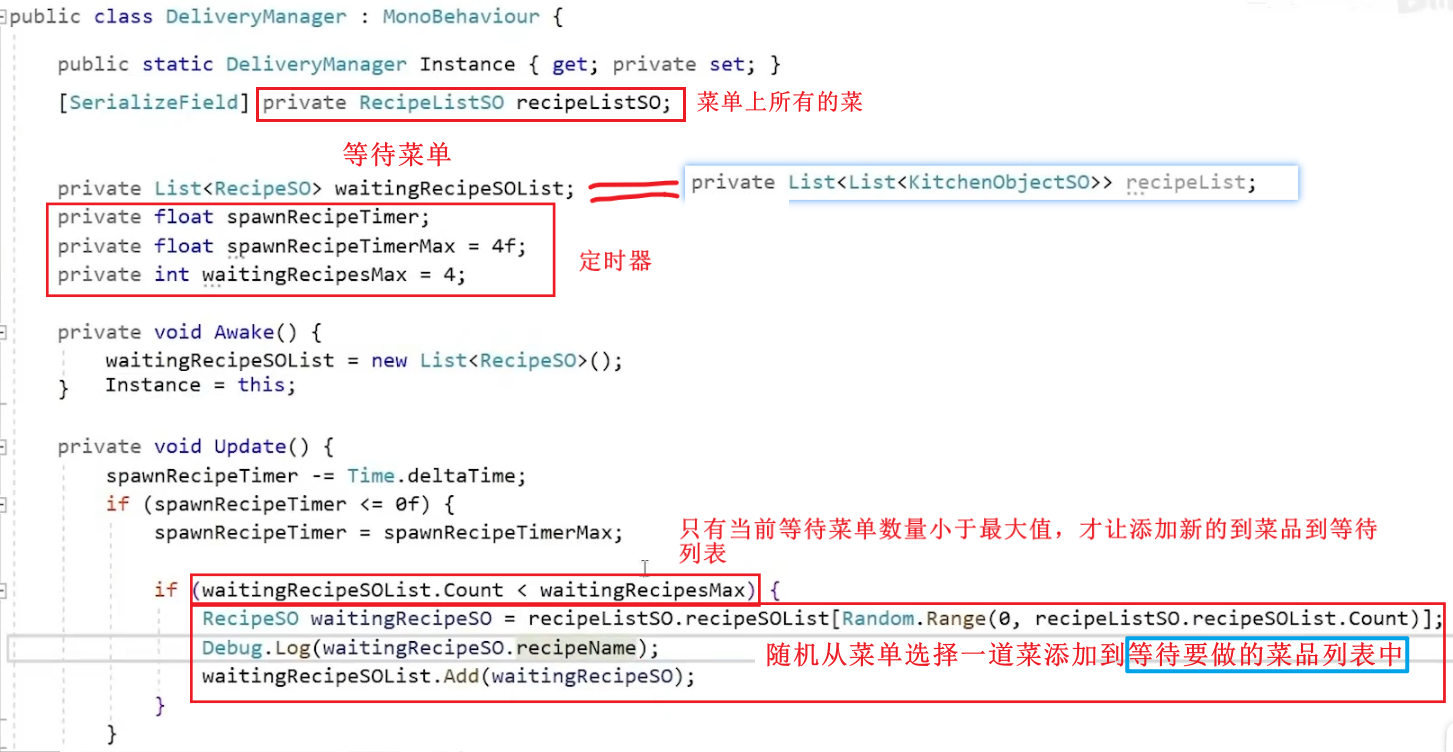 public class DeliveryManager : MonoBehaviour {
public static DeliveryManager Instance { get; private set; }
[SerializeField] private RecipeListSO recipeListSO; 菜单上所有的菜
等待菜单
private List<RecipeSO> waitingRecipeSOList; private List<List<KitchenObjectSO>> recipeList;
private float spawnRecipeTimer;
private float spawnRecipeTimerMax = 4f; 定时器
private int waitingRecipesMax = 4;
private void Awake() {
waitingRecipeSOList = new List<RecipeSO>();
} Instance = this;
private void Update() {
spawnRecipeTimer -= Time.deltaTime;
if (spawnRecipeTimer <= 0f) {
spawnRecipeTimer = spawnRecipeTimerMax;
只有当前等待菜单数量小于最大值，才让添加新的到菜品到等待
列表
if (waitingRecipeSOList.Count < waitingRecipesMax) {
RecipeSO waitingRecipeSO = recipeListSO.recipeSOList[Random.Range(0, recipeListSO.recipeSOList.Count)];
Debug.Log(waitingRecipeSO.recipeName); 随机从菜单选择一道菜添加到等待要做的菜品列表中
waitingRecipeSOList.Add(waitingRecipeSO);
}
}